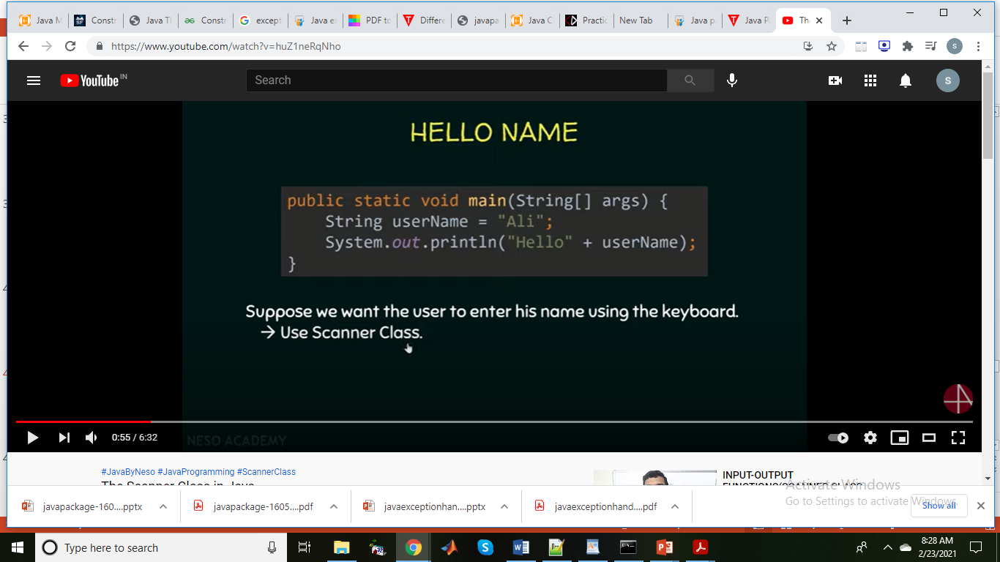 Java M
Constr
Java Th
Constr
except
Java ex
PDF to
Differe
javapa
Java C
Practic
New Tab
Java p
Java Pa
Th
https://www.youtube.com/watch?v=huZ1neRqNho
s
YouTube IN
Search
S
HELLO NAME
public static void main(String[] args) {
String userName = "Ali";
System.out.println("Hello" + userName);
}
Suppose we want the user to enter his name using the keyboard.
→ Use Scanner Class.
0:55 / 6:32
NESO ACADEMY
#JavaByNeso #JavaProgramming #ScannerClass
The Scanner Class in Java
INPUT-OUTPUT
FUNCTIONS/SCANNER CLASS
Activate Windows
Go to Settings to activate Windows.
javapackage-160....pptx
javapackage-1605....pdf
javaexceptionhan....pptx
javaexceptionhand....pdf
Show all
Type here to search
8:28 AM
2/23/2021